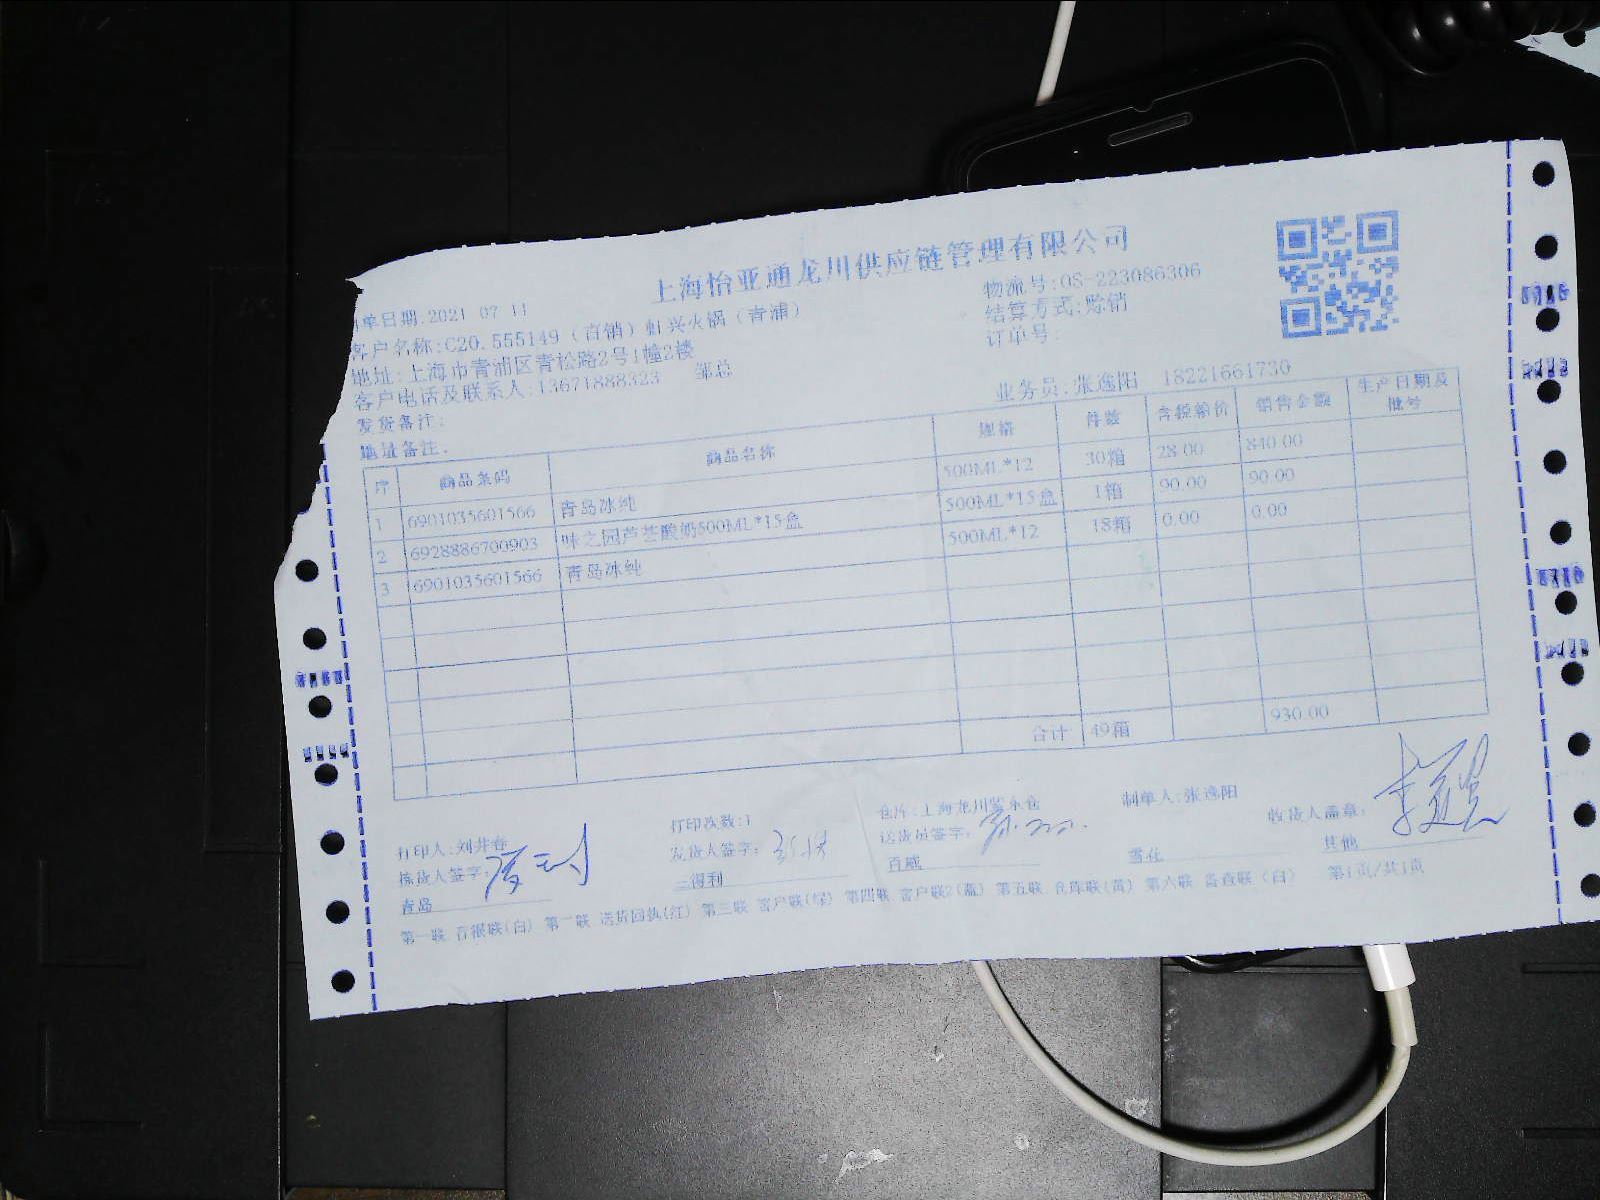 上海怡亚通龙川供应链管理有限公司
单日期:2021 07 11
物流号:OS-223086306
客户名称:C20.555149 (直销) 虾兴火锅 (青浦)
结算方式:赊销
地址:上海市青浦区青松路2号1幢2楼
订单号:
客户电话及联系人:13671888323 邹总
业务员:张逸阳 18221661730
发货备注:
地址备注:
序 商品条码 商品名称 规格 件数 含税销价 销售金额 生产日期及批号
1 6901035601566 青岛冰纯 500ML*12 30箱 28.00 840.00
2 6928886700903 味之园芦荟酸奶500ML*15盒 500ML*15盒 1箱 90.00 90.00
3 6901035601566 青岛冰纯 500ML*12 18箱 0.00 0.00
合计 49箱 930.00
打印人:刘井春 打印次数:1 仓库:上海龙川 制单人:张逸阳
拣货人签字: 发货人签字: 送货员签字: 收货人盖章:
青岛 三得利 百威 雪花 其他
第一联 (白) 第二联 送货回执(红) 第三联 客户联(绿) 第四联 客户联2(蓝) 第五联 仓库联(黄) 第六联 备查联 (白) 第1页/共1页